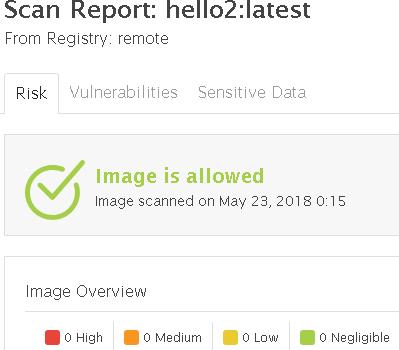 Scan Report: hello2:latest
From Registry: remote
Risk Vulnerabilities Sensitive Data
Image is allowed
Image scanned on May 23, 2018 0:15
Image Overview
0 High 0 Medium 0 Low 0 Negligible